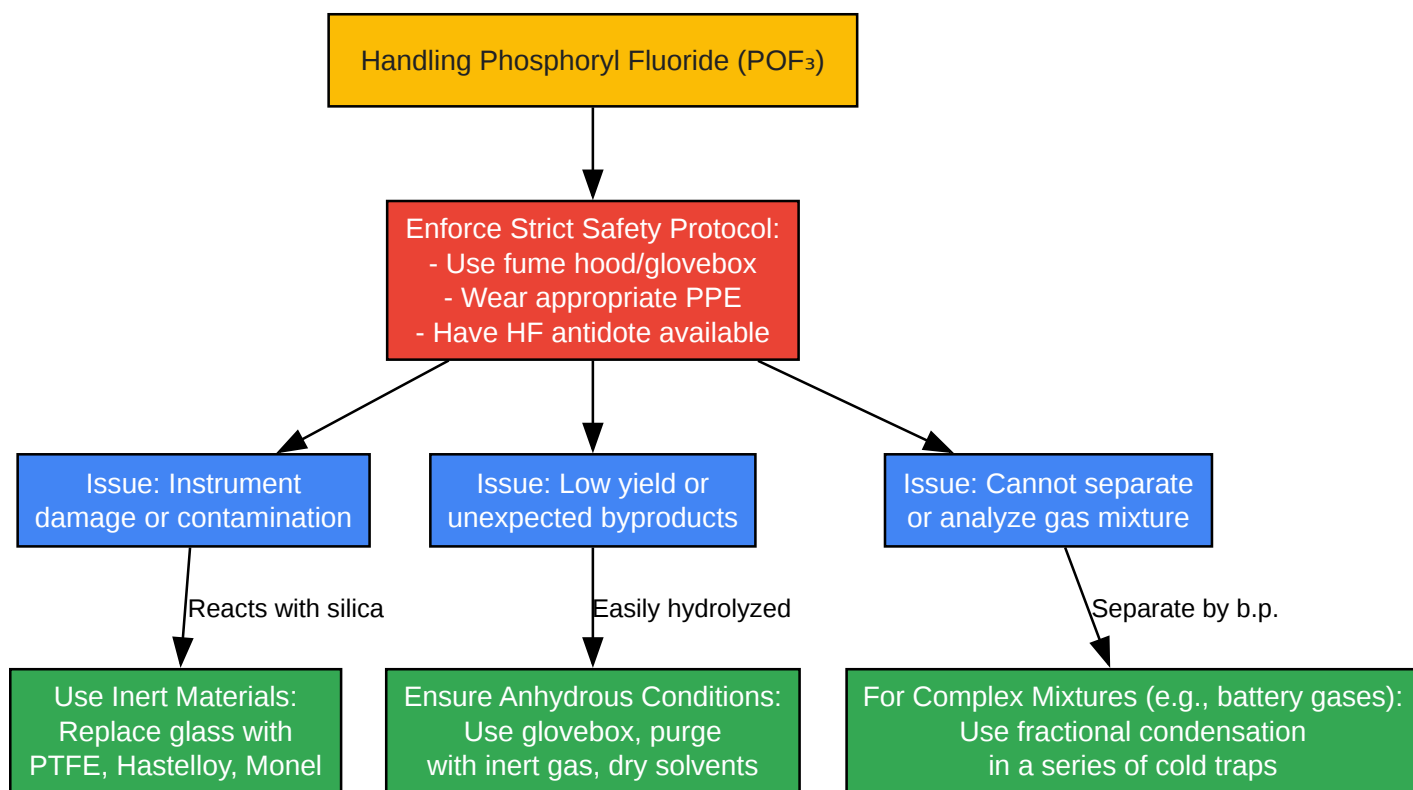 Handling Phosphoryl Fluoride (POF₃)
Enforce Strict Safety Protocol:
- Use fume hood/glovebox
- Wear appropriate PPE
- Have HF antidote available
Issue: Instrument
damage or contamination
Issue: Low yield or
unexpected byproducts
Issue: Cannot separate
or analyze gas mixture
Reacts with silica
Easily hydrolyzed
Separate by b.p.
Use Inert Materials:
Replace glass with
PTFE, Hastelloy, Monel
Ensure Anhydrous Conditions:
Use glovebox, purge
with inert gas, dry solvents
For Complex Mixtures (e.g., battery gases):
Use fractional condensation
in a series of cold traps